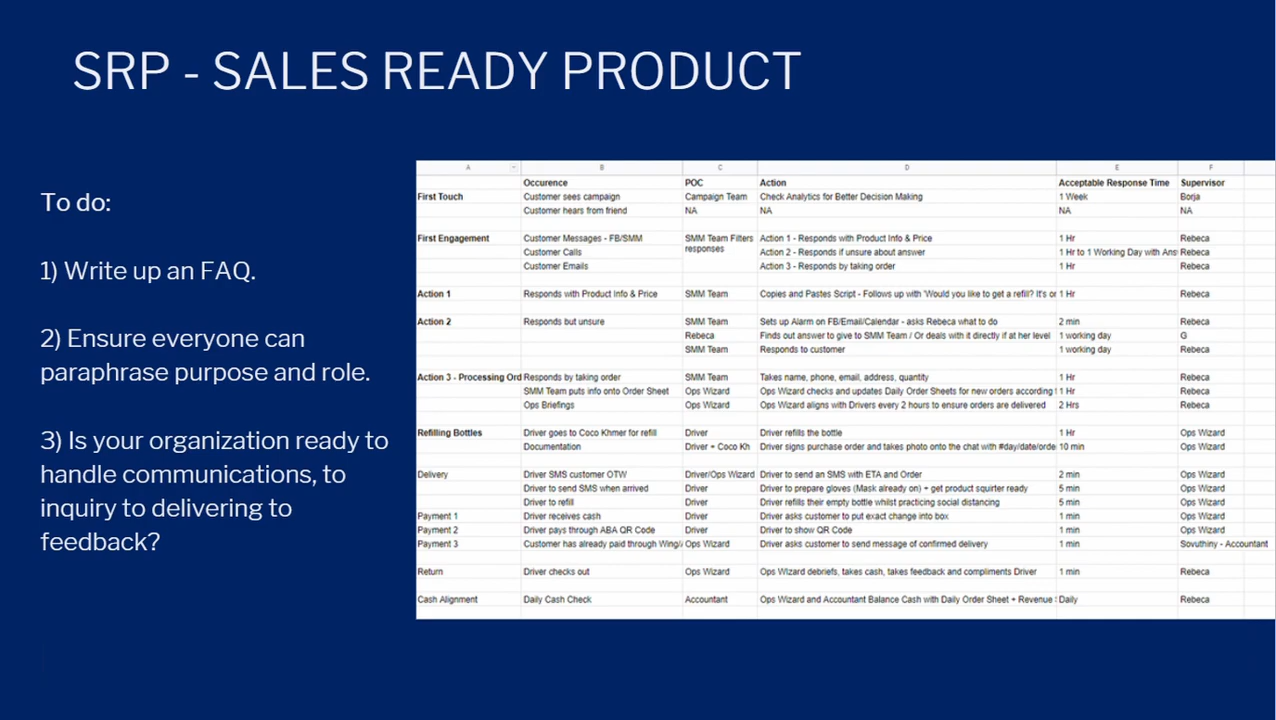 SRP - SALES READY PRODUCT
To do:
1) Write up an FAQ.
2) Ensure everyone can
paraphrase purpose and role.
3) Is your organization ready to
handle communications, to
inquiry to delivering to
feedback?
A B C D E F
Occurence POC Action Acceptable Response Time Supervisor
First Touch Customer sees campaign Campaign Team Check Analytics for Better Decision Making 1 Week Borja
Customer hears from friend NA NA NA NA
First Engagement Customer Messages - FB/SMM SMM Team Filters Action 1 - Responds with Product Info & Price 1 Hr Rebeca
responses
Customer Calls Action 2 - Responds if unsure about answer 1 Hr to 1 Working Day with Ans Rebeca
Customer Emails Action 3 - Responds by taking order 1 Hr Rebeca
Action 1 Responds with Product Info & Price SMM Team Copies and Pastes Script - Follows up with 'Would you like to get a refill? It's or 1 Hr Rebeca
Action 2 Responds but unsure SMM Team Sets up Alarm on FB/Email/Calendar - asks Rebeca what to do 2 min Rebeca
Rebeca Finds out answer to give to SMM Team / Or deals with it directly if at her level 1 working day G
SMM Team Responds to customer 1 working day Rebeca
Action 3 - Processing Ord Responds by taking order SMM Team Takes name, phone, email, address, quantity 1 Hr Rebeca
SMM Team puts info onto Order Sheet Ops Wizard Ops Wizard checks and updates Daily Order Sheets for new orders according 1 Hr Rebeca
Ops Briefings Ops Wizard Ops Wizard aligns with Drivers every 2 hours to ensure orders are delivered 2 Hrs Rebeca
Refilling Bottles Driver goes to Coco Khmer for refill Driver Driver refills the bottle 1 Hr Ops Wizard
Documentation Driver + Coco Kh Driver signs purchase order and takes photo onto the chat with #day/date/orde 10 min Ops Wizard
Delivery Driver SMS customer OTW Driver/Ops Wizard Driver to send an SMS with ETA and Order 2 min Ops Wizard
Driver to send SMS when arrived Driver Driver to prepare gloves (Mask already on) + get product squirter ready 5 min Ops Wizard
Driver to refill Driver Driver refills their empty bottle whilst practicing social distancing 5 min Ops Wizard
Payment 1 Driver receives cash Driver Driver asks customer to put exact change into box 1 min Ops Wizard
Payment 2 Driver pays through ABA QR Code Driver Driver to show QR Code 1 min Ops Wizard
Payment 3 Customer has already paid through Wing/ Ops Wizard Driver asks customer to send message of confirmed delivery 1 min Sovuthiny - Accountant
Return Driver checks out Ops Wizard Ops Wizard debriefs, takes cash, takes feedback and compliments Driver 1 min Rebeca
Cash Alignment Daily Cash Check Accountant Ops Wizard and Accountant Balance Cash with Daily Order Sheet + Revenue Daily Rebeca